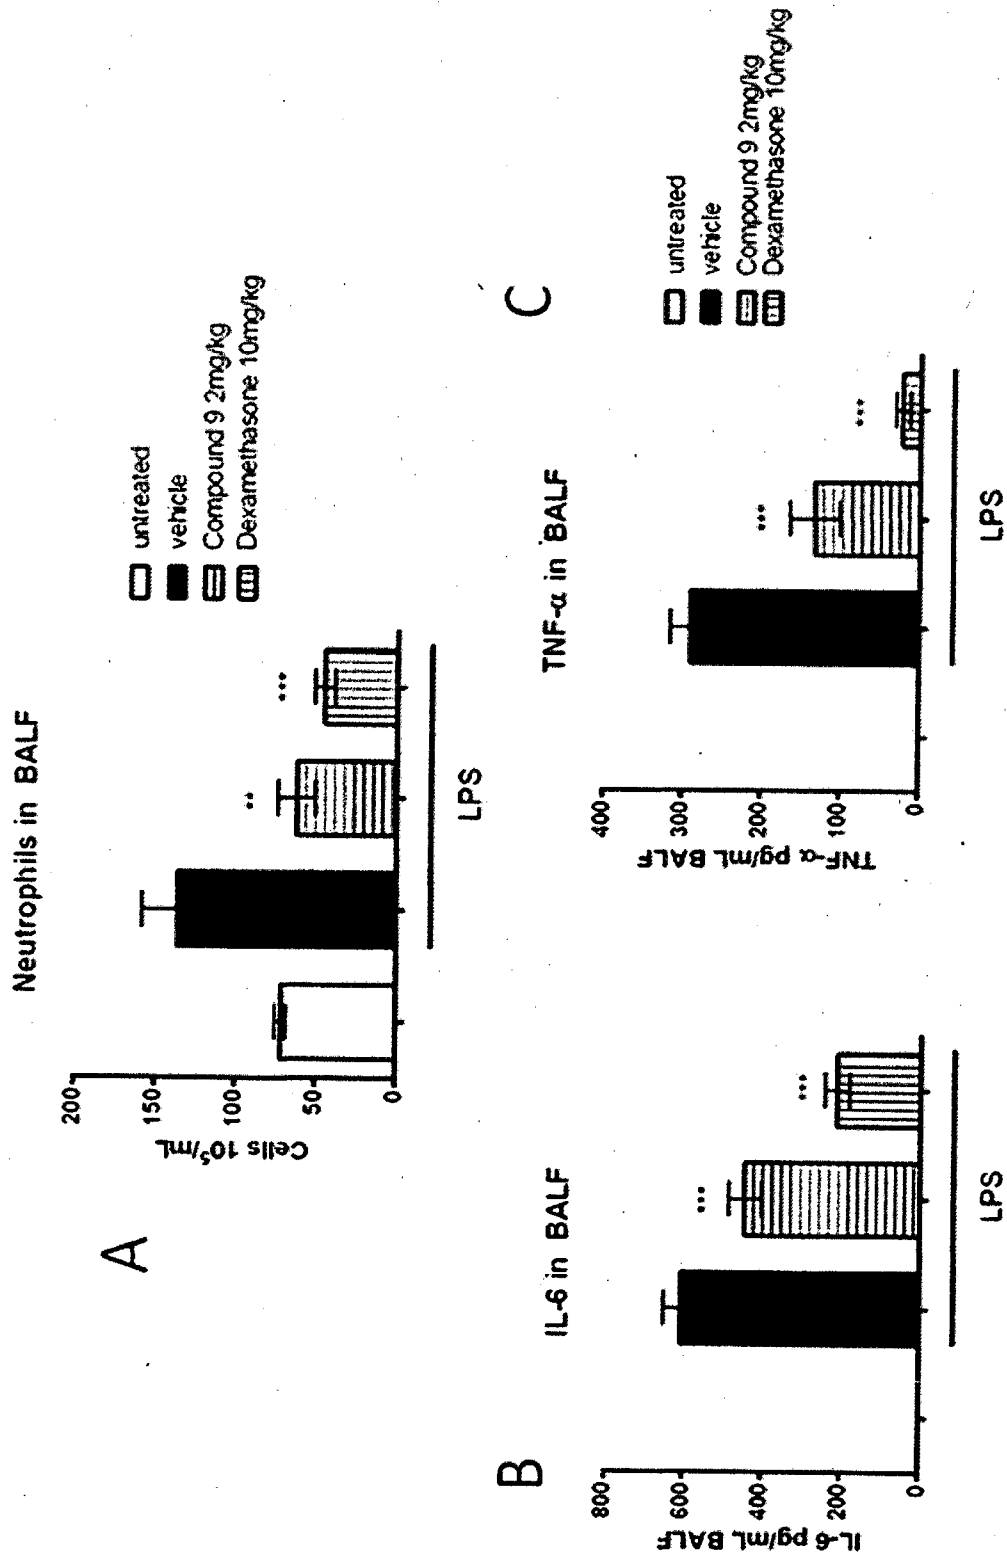 A
Neutrophils in BALF
Cells 10⁵/mL
200
150
100
50
0
**
***
LPS
untreated
vehicle
Compound 9 2mg/kg
Dexamethasone 10mg/kg
B
IL-6 in BALF
IL-6 pg/mL BALF
800
600
400
200
0
***
***
LPS
C
TNF-α in BALF
TNF-α pg/mL BALF
400
300
200
100
0
***
***
LPS
untreated
vehicle
Compound 9 2mg/kg
Dexamethasone 10mg/kg